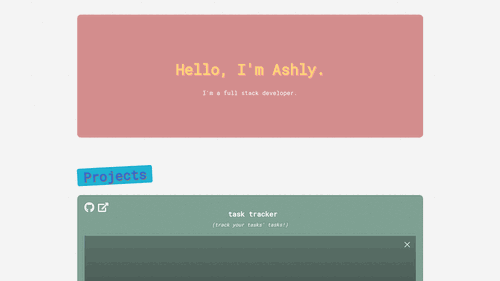 Hello, I'm Ashly.
I'm a full stack developer.
Projects
task tracker
(track your tasks' tasks!)